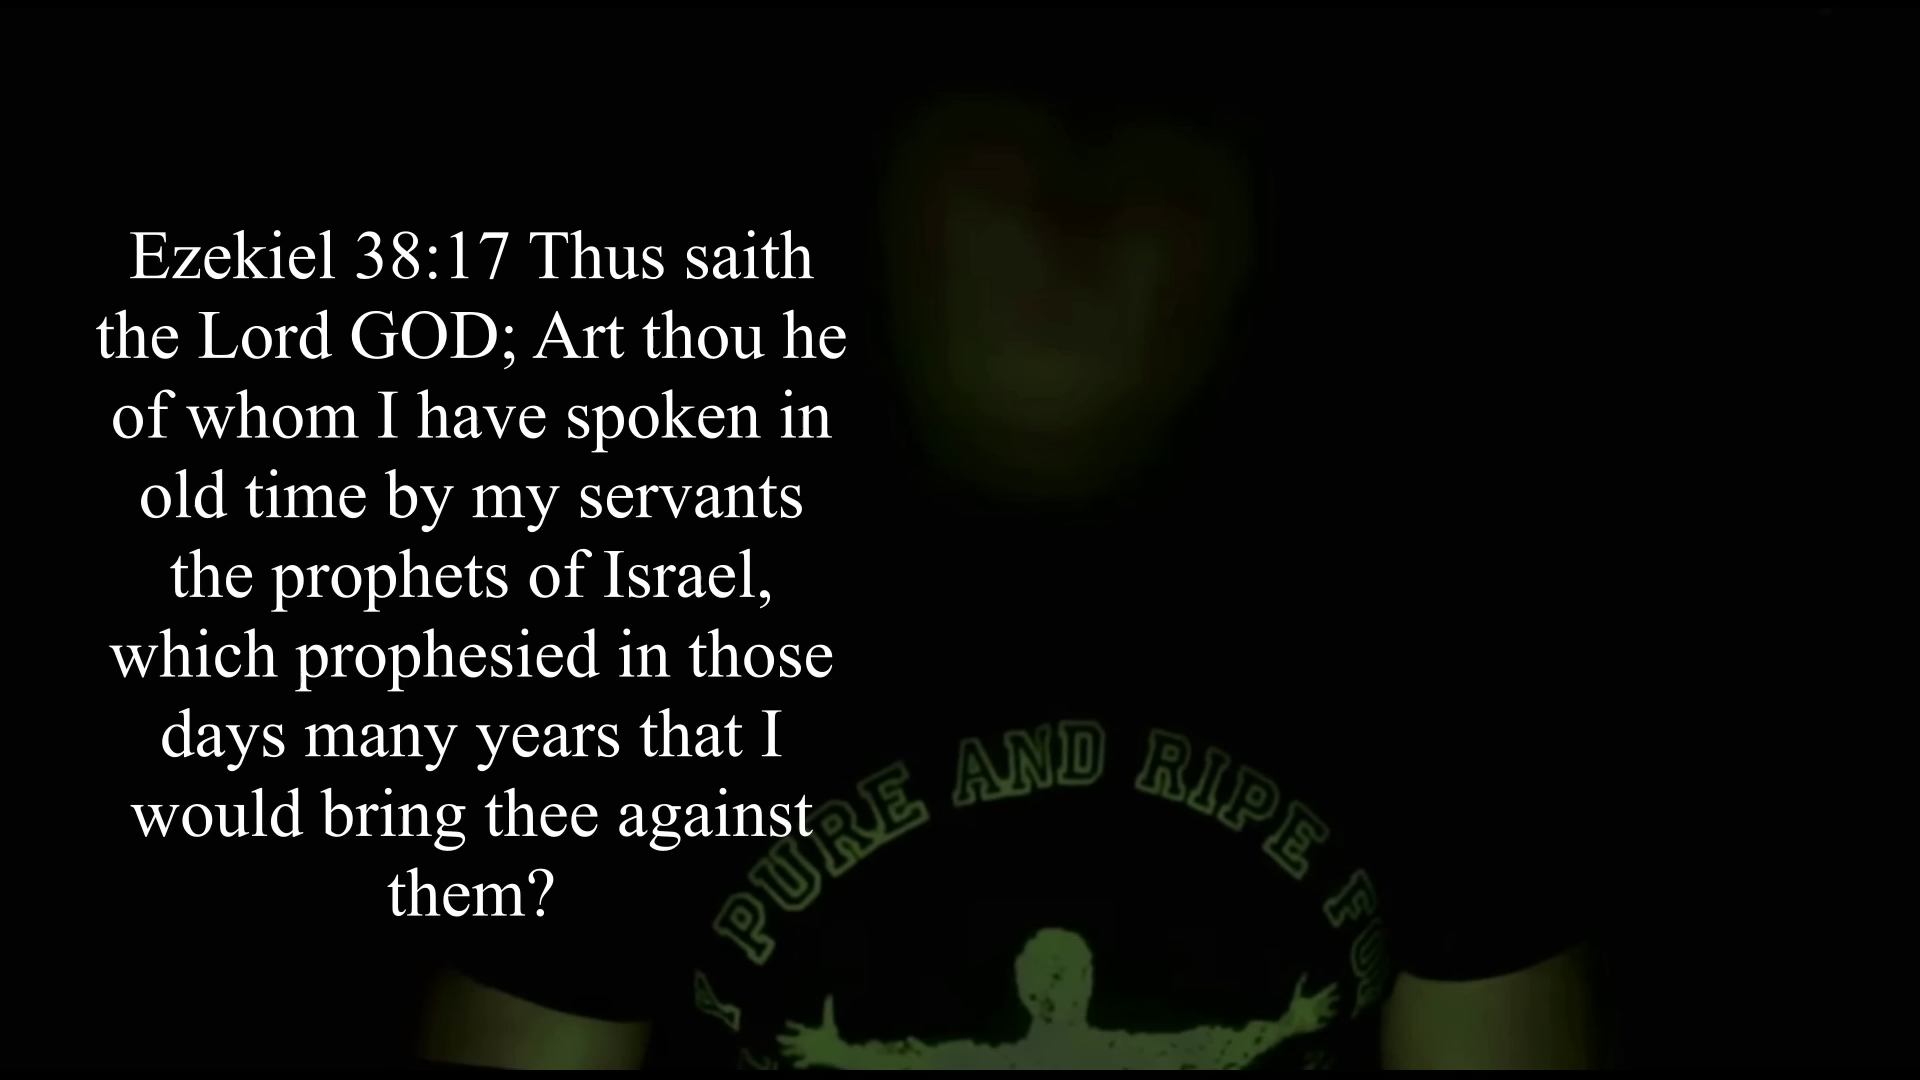 Ezekiel 38:17 Thus saith
the Lord GOD; Art thou he
of whom I have spoken in
old time by my servants
the prophets of Israel,
which prophesied in those
days many years that I
would bring thee against
them?
PURE AND RIPE